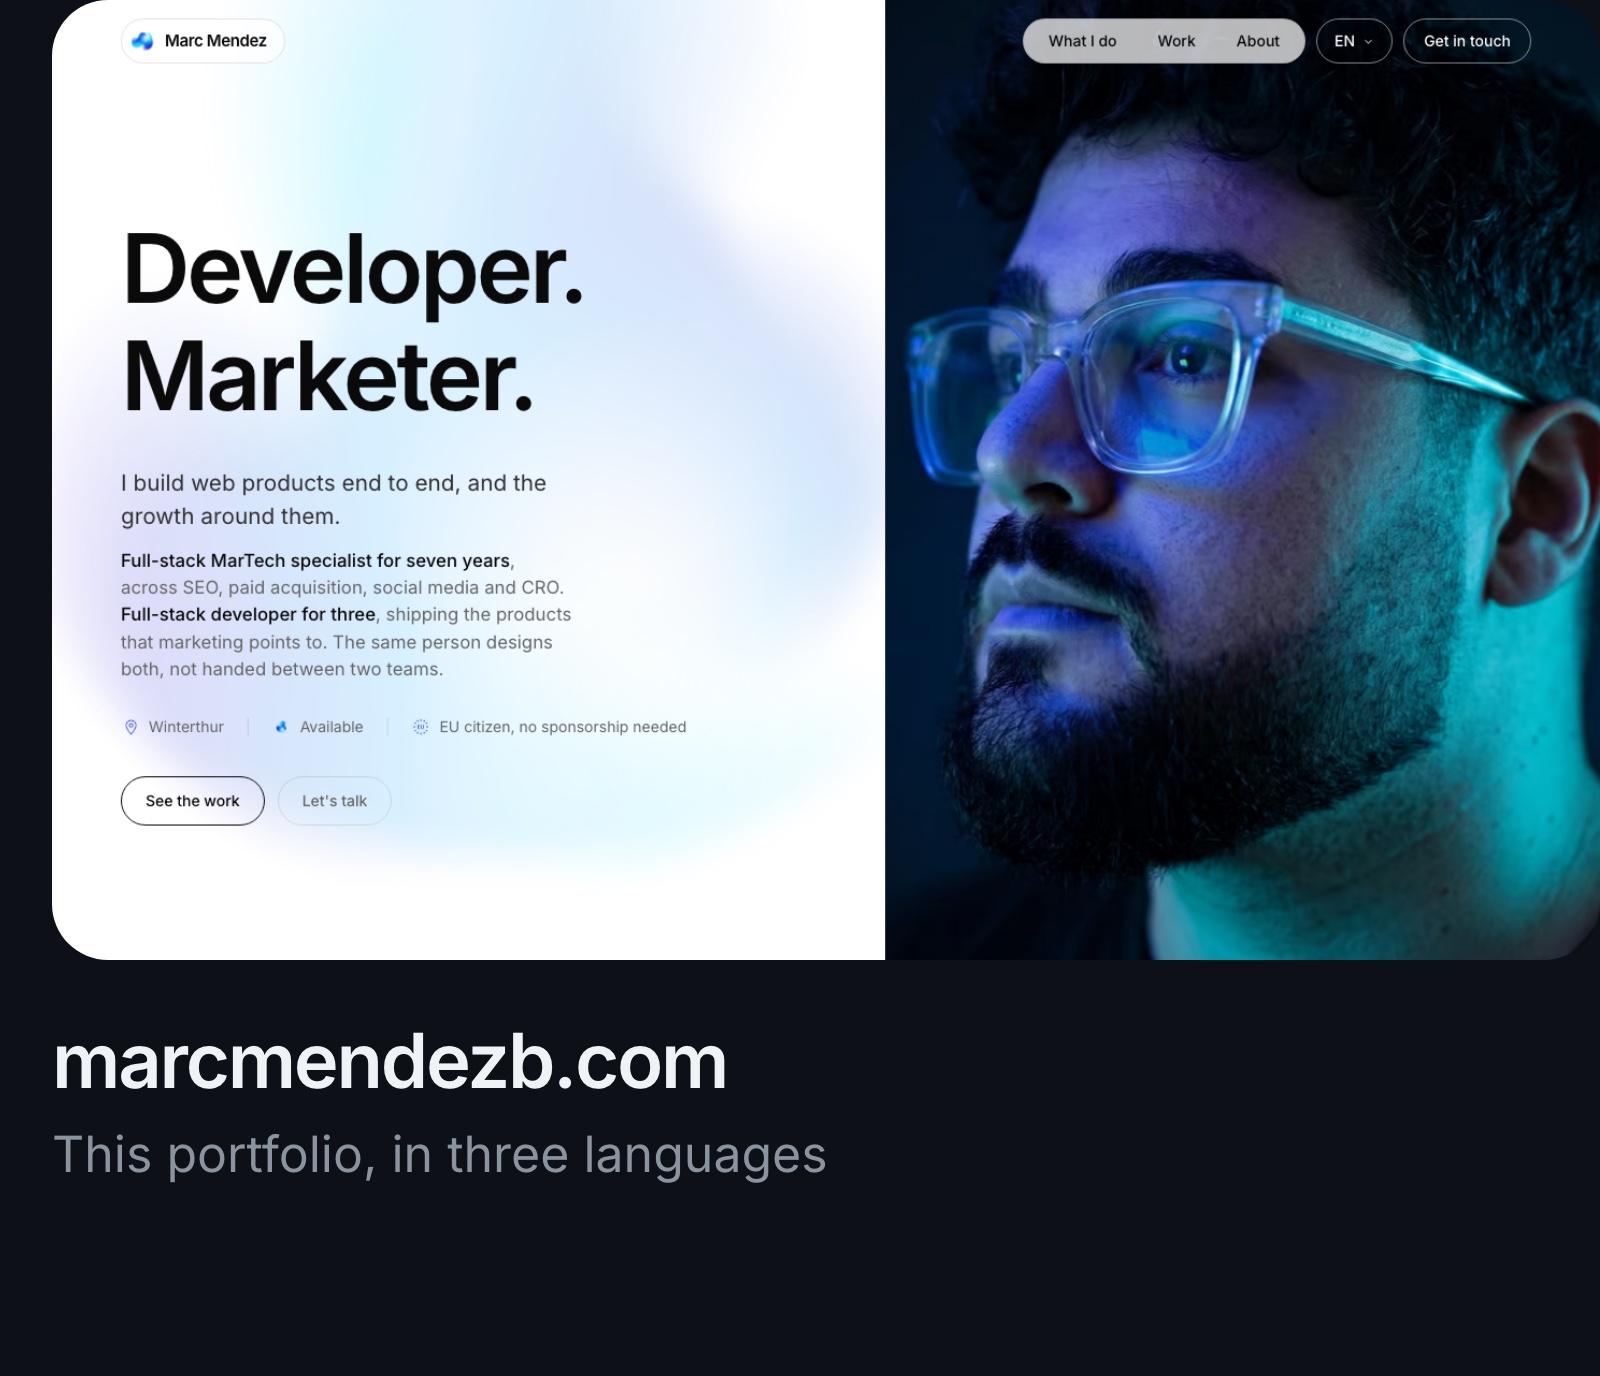 Marc Mendez
What I do
Work
About
EN
Get in touch
Developer.
Marketer.
I build web products end to end, and the
growth around them.
Full-stack MarTech specialist for seven years,
across SEO, paid acquisition, social media and CRO.
Full-stack developer for three, shipping the products
that marketing points to. The same person designs
both, not handed between two teams.
Winterthur
Available
EU citizen, no sponsorship needed
See the work
Let's talk
marcmendezb.com
This portfolio, in three languages